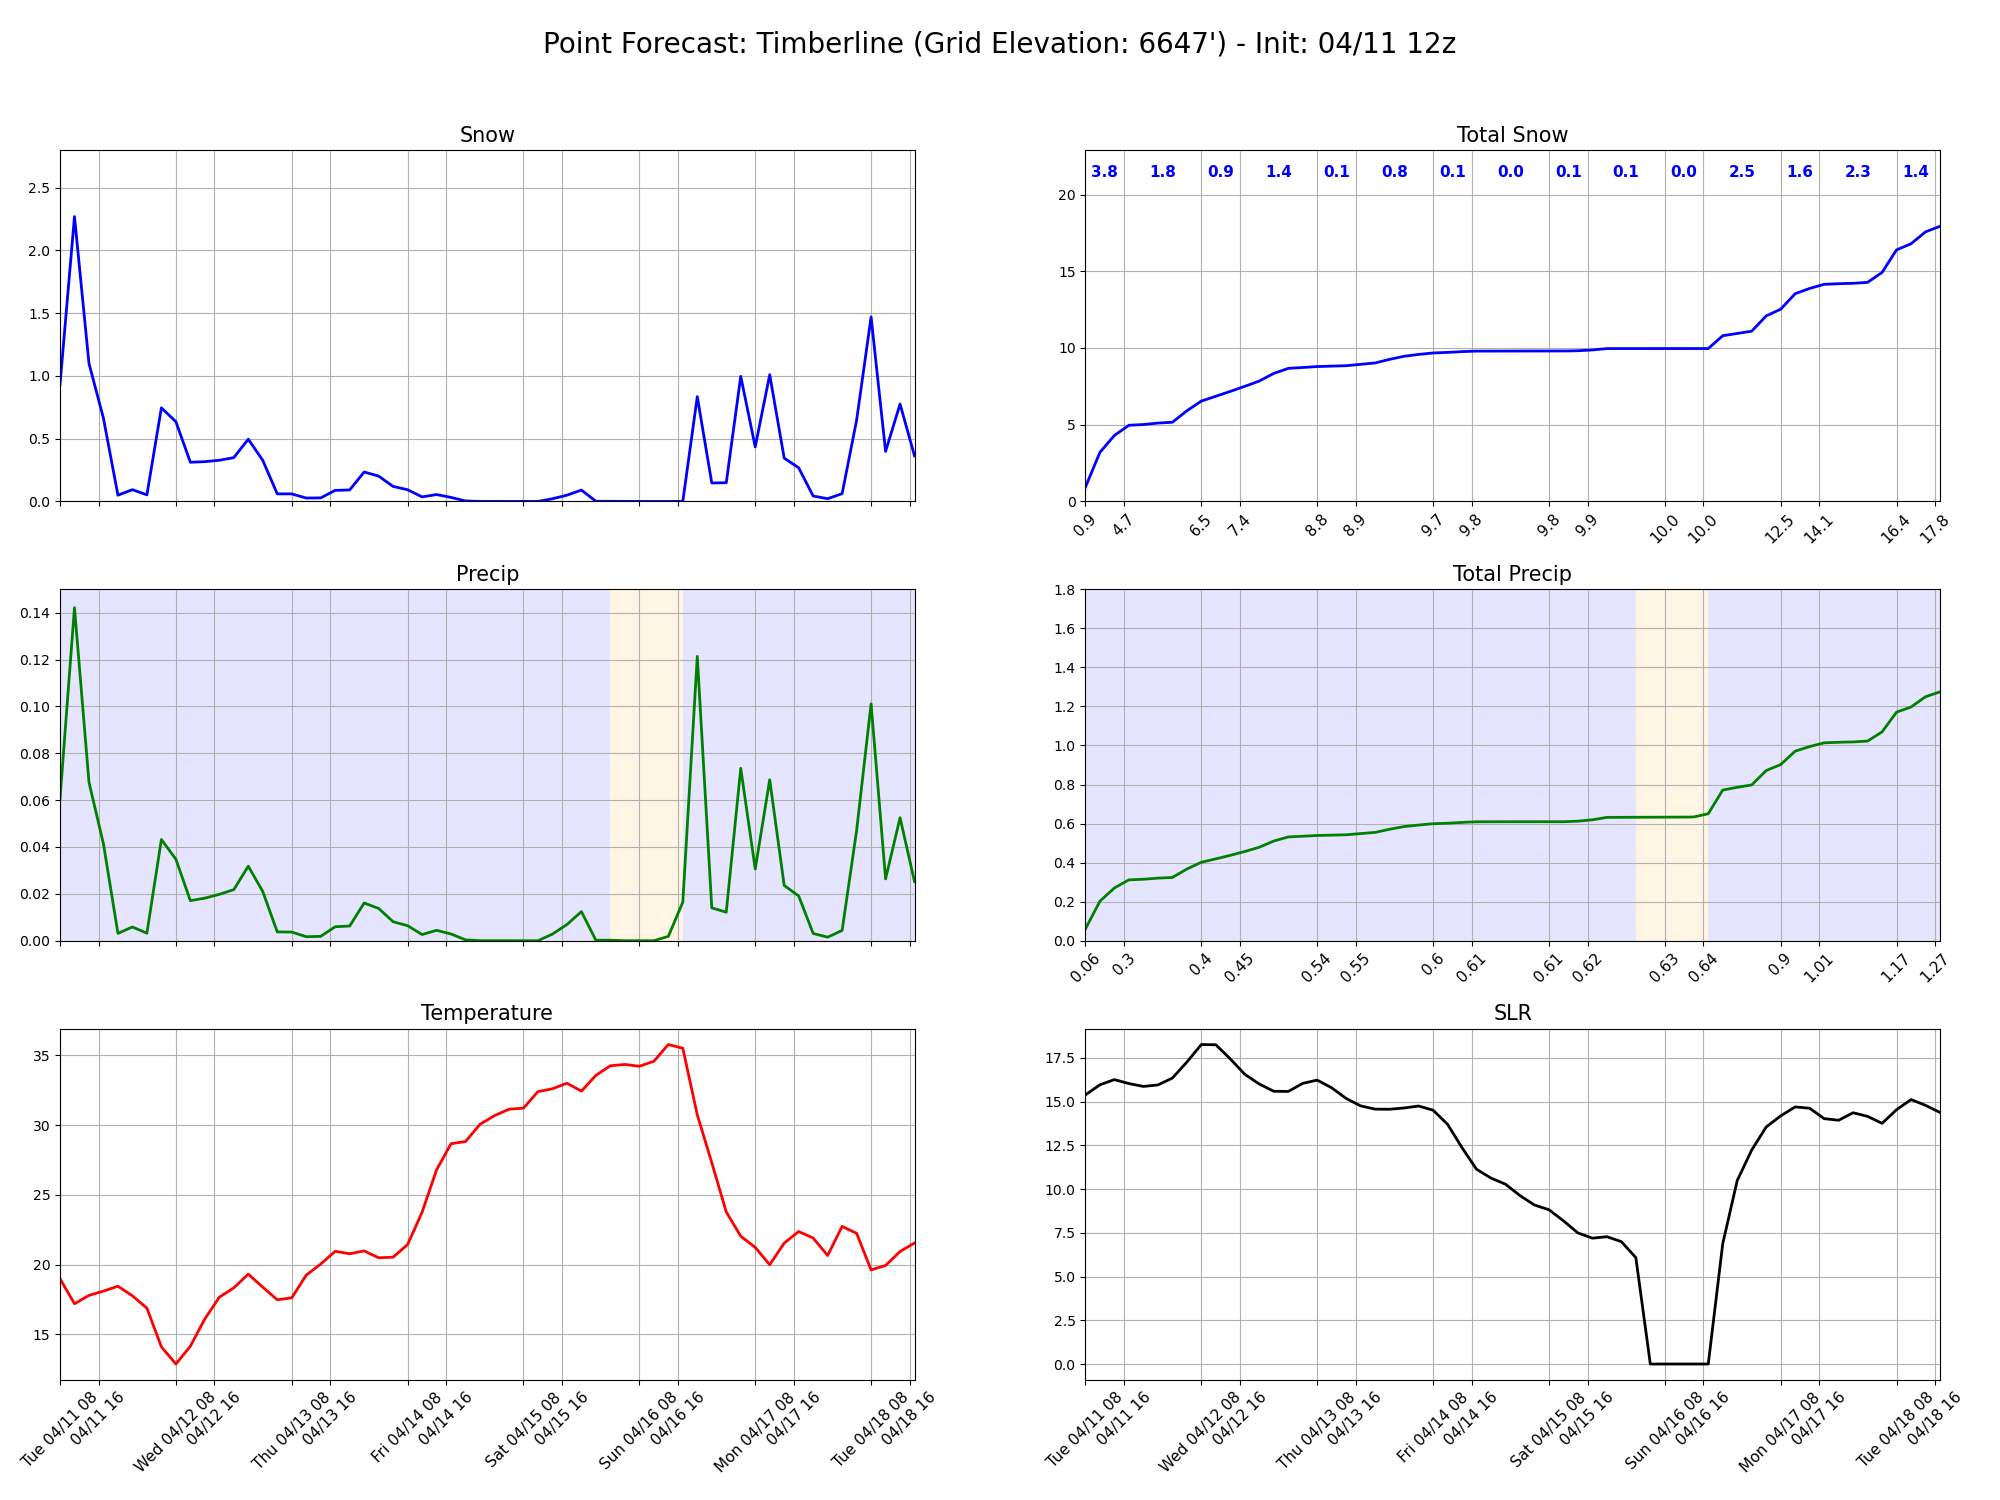 Point Forecast: Timberline (Grid Elevation: 6647') - Init: 04/11 12z
Snow
2.5
2.0
1.5
1.0
0.5
0.0
Total Snow
3.8 1.8 0.9 1.4 0.1 0.8 0.1 0.0 0.1 0.1 0.0 2.5 1.6 2.3 1.4
20
15
10
5
0
0.9 4.7 6.5 7.4 8.8 8.9 9.7 9.8 9.8 9.9 10.0 10.0 12.5 14.1 16.4 17.8
Precip
0.14
0.12
0.10
0.08
0.06
0.04
0.02
0.00
Total Precip
1.8
1.6
1.4
1.2
1.0
0.8
0.6
0.4
0.2
0.0
0.06 0.3 0.4 0.45 0.54 0.55 0.6 0.61 0.61 0.62 0.63 0.64 0.9 1.01 1.17 1.27
Temperature
35
30
25
20
15
Tue 04/11 08
04/11 16
Wed 04/12 08
04/12 16
Thu 04/13 08
04/13 16
Fri 04/14 08
04/14 16
Sat 04/15 08
04/15 16
Sun 04/16 08
04/16 16
Mon 04/17 08
04/17 16
Tue 04/18 08
04/18 16
SLR
17.5
15.0
12.5
10.0
7.5
5.0
2.5
0.0
Tue 04/11 08
04/11 16
Wed 04/12 08
04/12 16
Thu 04/13 08
04/13 16
Fri 04/14 08
04/14 16
Sat 04/15 08
04/15 16
Sun 04/16 08
04/16 16
Mon 04/17 08
04/17 16
Tue 04/18 08
04/18 16